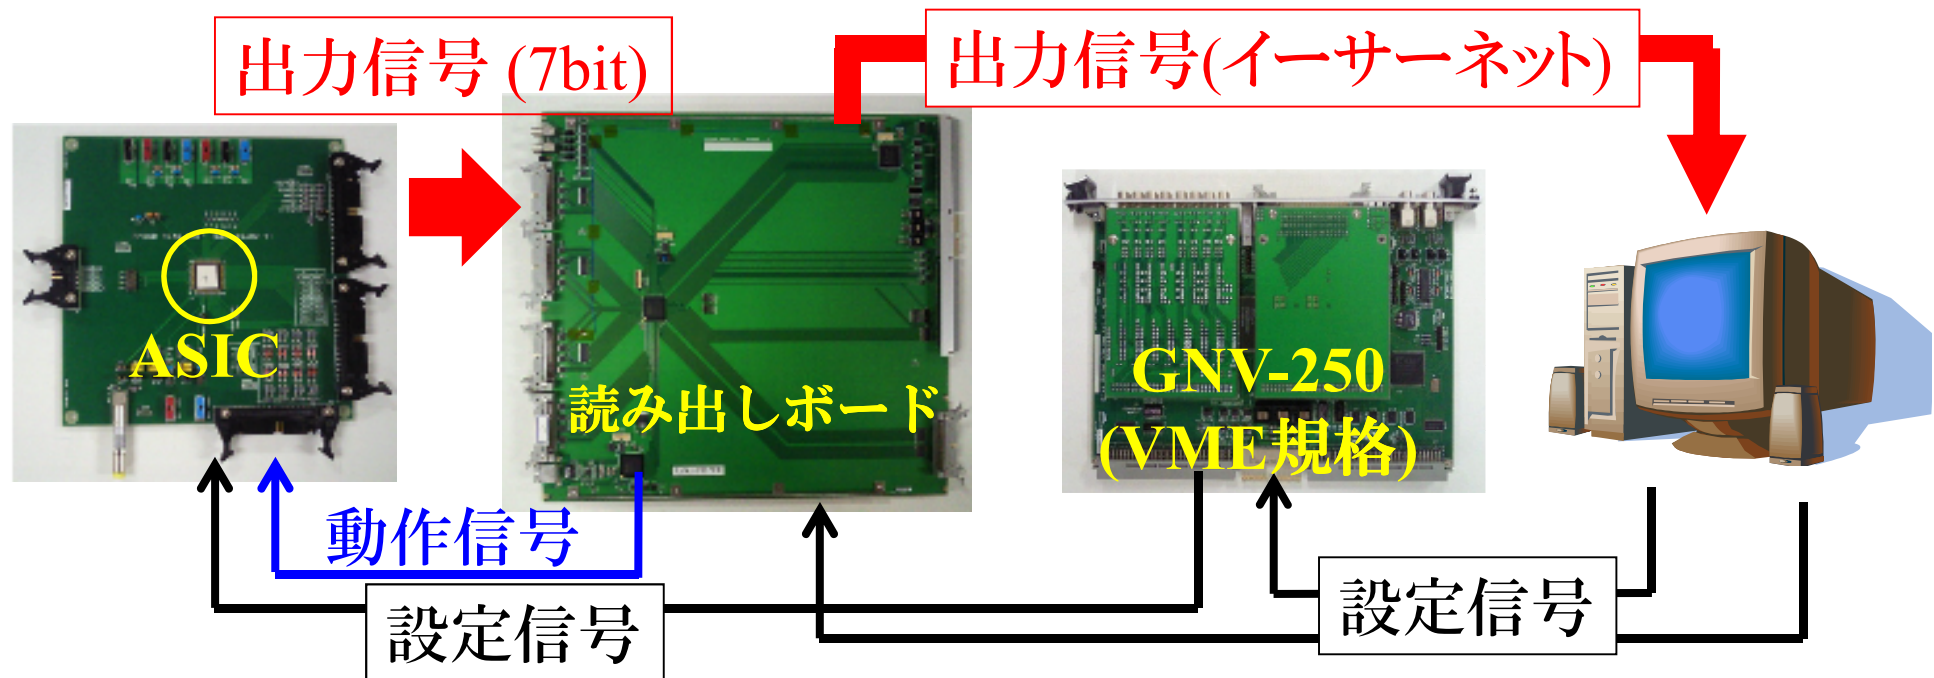 出力信号 (7bit)
出力信号(イーサーネット)
ASIC
読み出しボード
GNV-250
(VME規格)
動作信号
設定信号
設定信号